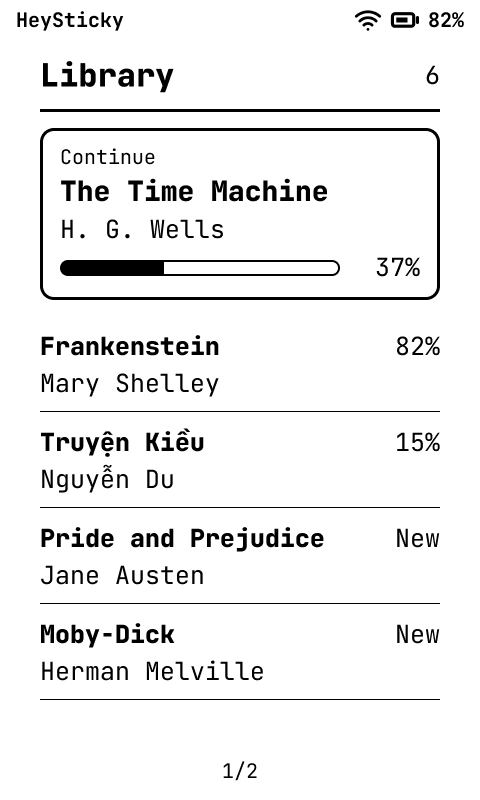 HeySticky 82%
Library 6
Continue
The Time Machine
H. G. Wells
37%
Frankenstein 82%
Mary Shelley
Truyện Kiều 15%
Nguyễn Du
Pride and Prejudice New
Jane Austen
Moby-Dick New
Herman Melville
1/2